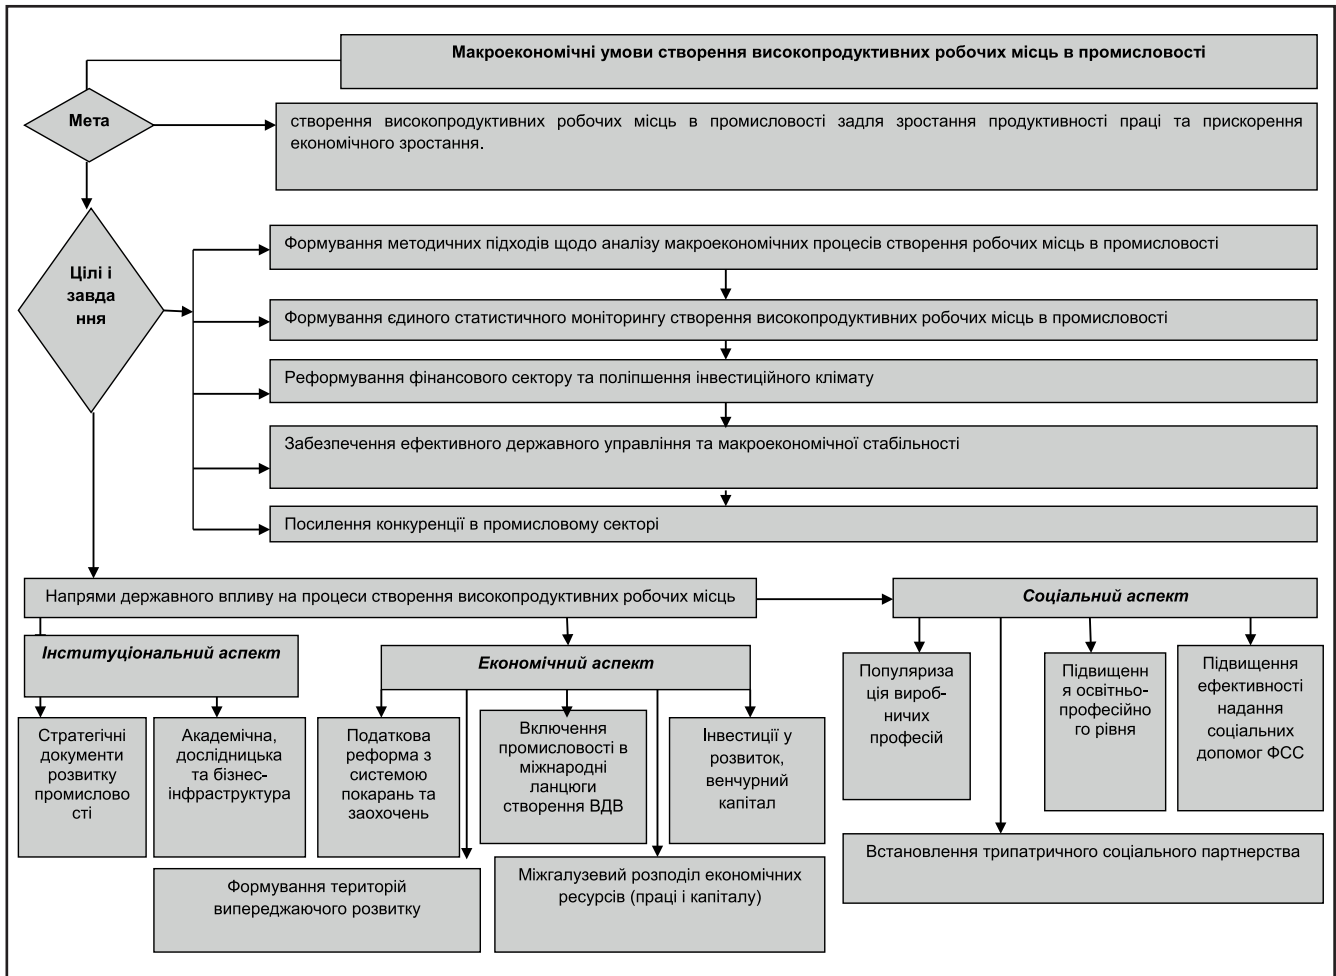 Макроекономічні умови створення високопродуктивних робочих місць в промисловості
Мета
створення високопродуктивних робочих місць в промисловості задля зростання продуктивності праці та прискорення
економічного зростання.
Цілі і
завда
ння
Формування методичних підходів щодо аналізу макроекономічних процесів створення робочих місць в промисловості
Формування єдиного статистичного моніторингу створення високопродуктивних робочих місць в промисловості
Реформування фінансового сектору та поліпшення інвестиційного клімату
Забезпечення ефективного державного управління та макроекономічної стабільності
Посилення конкуренції в промисловому секторі
Напрями державного впливу на процеси створення високопродуктивних робочих місць
Соціальний аспект
Інституціональний аспект
Економічний аспект
Популяриза
ція вироб-
ничих
професій
Підвищенн
я освітньо-
професійно
го рівня
Підвищення
ефективності
надання
соціальних
допомог ФСС
Стратегічні
документи
розвитку
промислово
сті
Академічна,
дослідницька
та бізнес-
інфраструктура
Податкова
реформа з
системою
покарань та
заохочень
Включення
промисловості в
міжнародні
ланцюги
створення ВДВ
Інвестиції у
розвиток,
венчурний
капітал
Встановлення трипатричного соціального партнерства
Формування територій
випереджаючого розвитку
Міжгалузевий розподіл економічних
ресурсів (праці і капіталу)